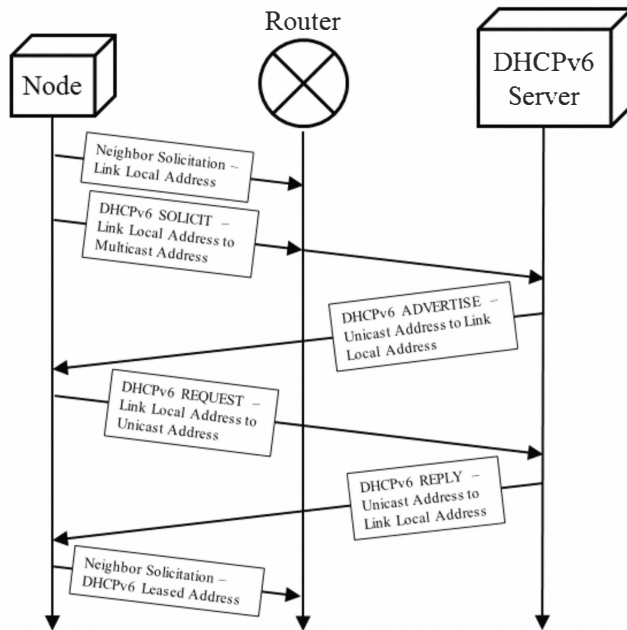 Router
Node
DHCPv6
Server
Neighbor Solicitation –
Link Local Address
DHCPv6 SOLICIT –
Link Local Address to
Multicast Address
DHCPv6 ADVERTISE –
Unicast Address to Link
Local Address
DHCPv6 REQUEST –
Link Local Address to
Unicast Address
DHCPv6 REPLY –
Unicast Address to
Link Local Address
Neighbor Solicitation –
DHCPv6 Leased Address